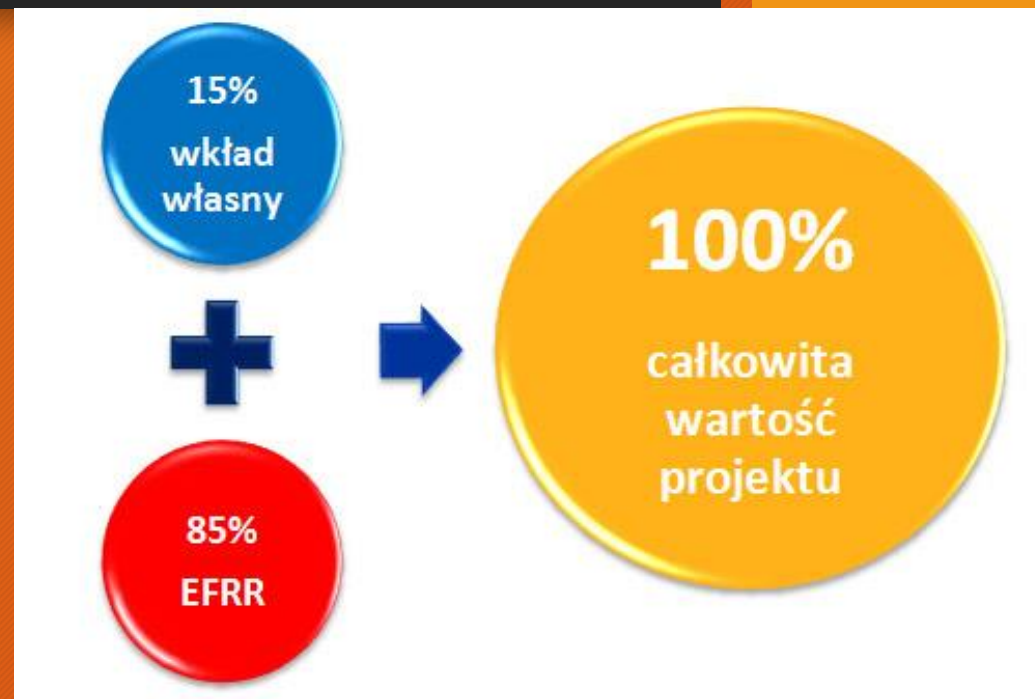 15%
wkład
własny
85%
EFRR
100%
całkowita
wartość
projektu